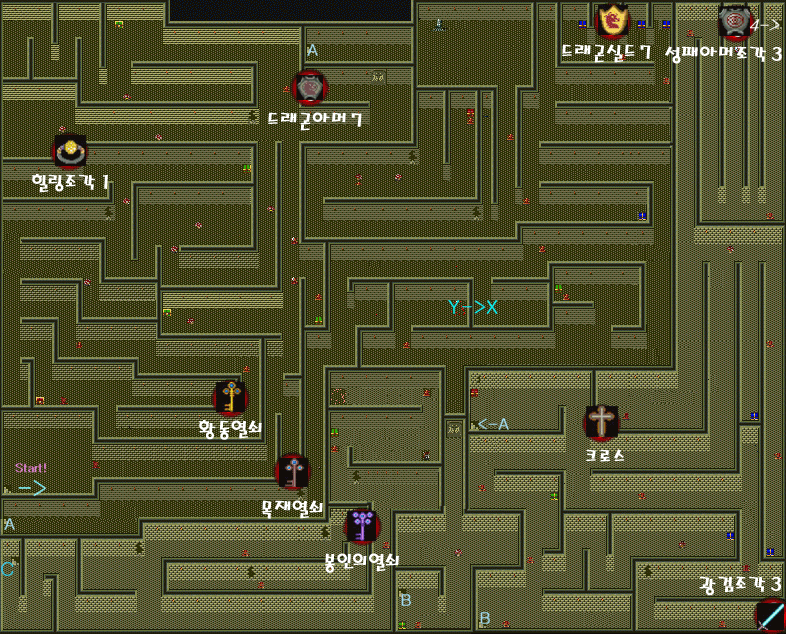 4->
드래곤실드 7
성패아머조각 3
A
드래곤아머 7
힐링조각 1
Y->X
<-A
황동열쇠
크로스
Start!
->
목재열쇠
A
봉인의열쇠
C
광검조각 3
B
B